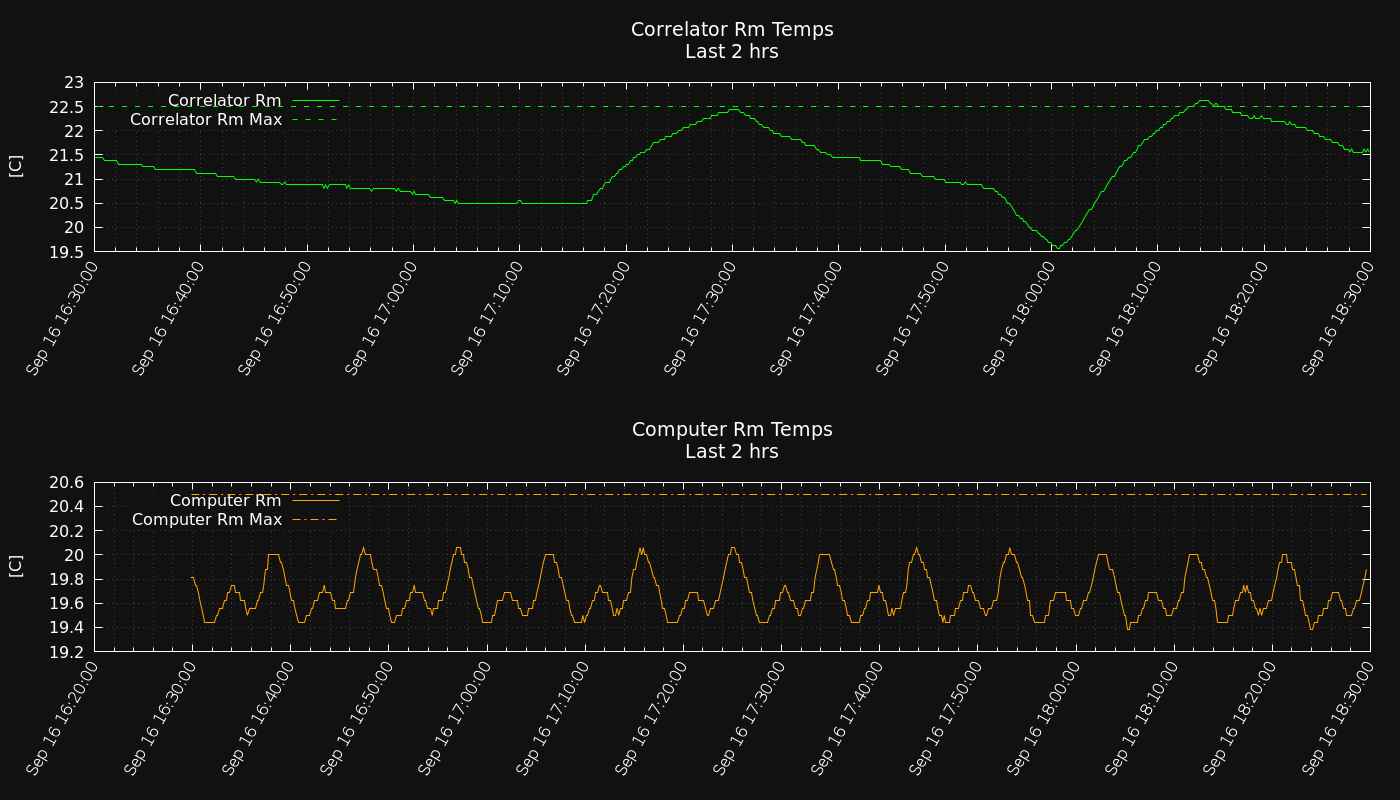 Correlator Rm Temps
Last 2 hrs
[C]
23
22.5
22
21.5
21
20.5
20
19.5
Correlator Rm
Correlator Rm Max
Sep 16 16:30:00
Sep 16 16:40:00
Sep 16 16:50:00
Sep 16 17:00:00
Sep 16 17:10:00
Sep 16 17:20:00
Sep 16 17:30:00
Sep 16 17:40:00
Sep 16 17:50:00
Sep 16 18:00:00
Sep 16 18:10:00
Sep 16 18:20:00
Sep 16 18:30:00
Computer Rm Temps
Last 2 hrs
[C]
20.6
20.4
20.2
20
19.8
19.6
19.4
19.2
Computer Rm
Computer Rm Max
Sep 16 16:20:00
Sep 16 16:30:00
Sep 16 16:40:00
Sep 16 16:50:00
Sep 16 17:00:00
Sep 16 17:10:00
Sep 16 17:20:00
Sep 16 17:30:00
Sep 16 17:40:00
Sep 16 17:50:00
Sep 16 18:00:00
Sep 16 18:10:00
Sep 16 18:20:00
Sep 16 18:30:00